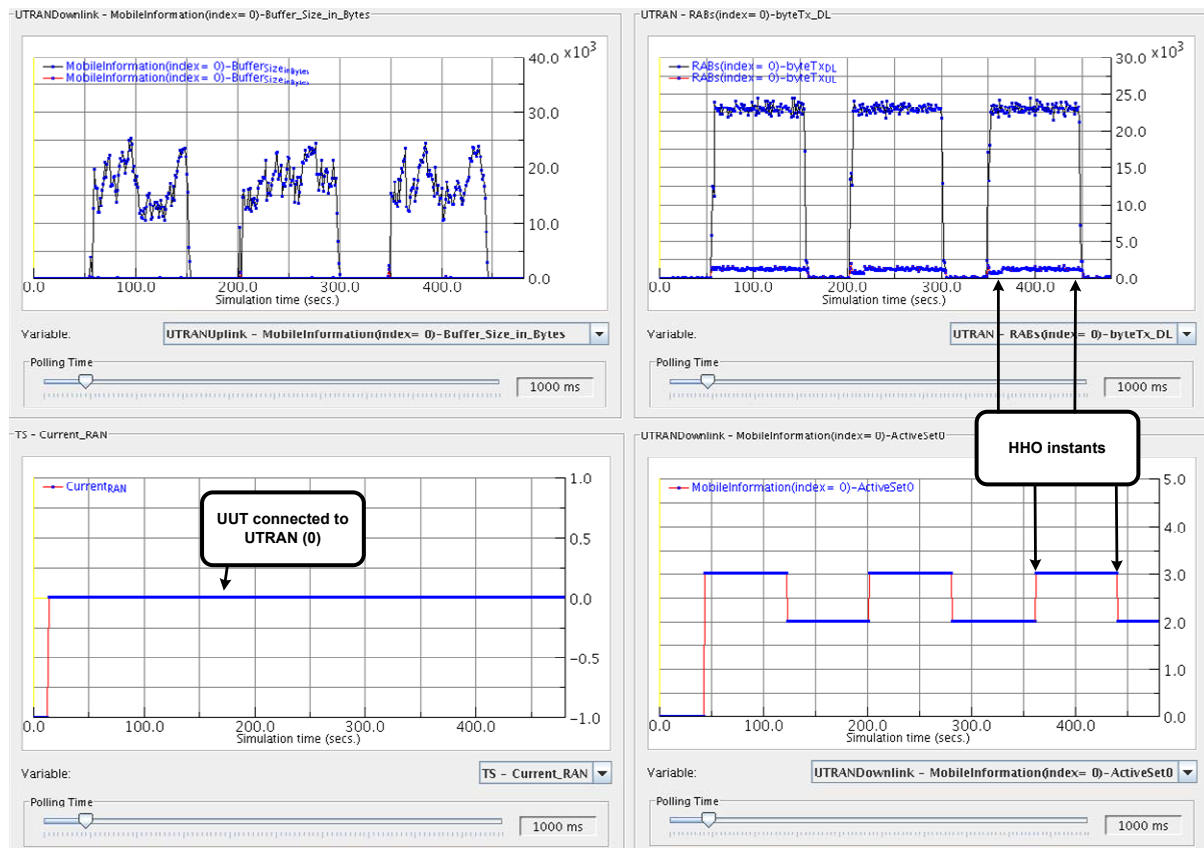 UTRANDownlink - MobileInformation(index= 0)-Buffer_Size_in_Bytes
MobileInformation(index= 0)-BufferSizeinBytes
MobileInformation(index= 0)-BufferSizeinBytes
40.0 x10³
30.0
20.0
10.0
0.0
0.0 100.0 200.0 300.0 400.0
Simulation time (secs.)
Variable: UTRANUplink - MobileInformation(index= 0)-Buffer_Size_in_Bytes
Polling Time
1000 ms
UTRAN - RABs(index= 0)-byteTx_DL
RABs(index= 0)-byteTxDL
RABs(index= 0)-byteTxDL
30.0 x10³
25.0
20.0
15.0
10.0
5.0
0.0
0.0 100.0 200.0 300.0 400.0
Simulation time (secs.)
Variable: UTRAN - RABs(index= 0)-byteTx_DL
Polling Time
1000 ms
HHO instants
TS - Current_RAN
CurrentRAN
UUT connected to
UTRAN (0)
1.0
0.5
0.0
−0.5
−1.0
0.0 100.0 200.0 300.0 400.0
Simulation time (secs.)
Variable: TS - Current_RAN
Polling Time
1000 ms
UTRANDownlink - MobileInformation(index= 0)-ActiveSet0
MobileInformation(index= 0)-ActiveSet0
5.0
4.0
3.0
2.0
1.0
0.0
0.0 100.0 200.0 300.0 400.0
Simulation time (secs.)
Variable: UTRANDownlink - MobileInformation(index= 0)-ActiveSet0
Polling Time
1000 ms